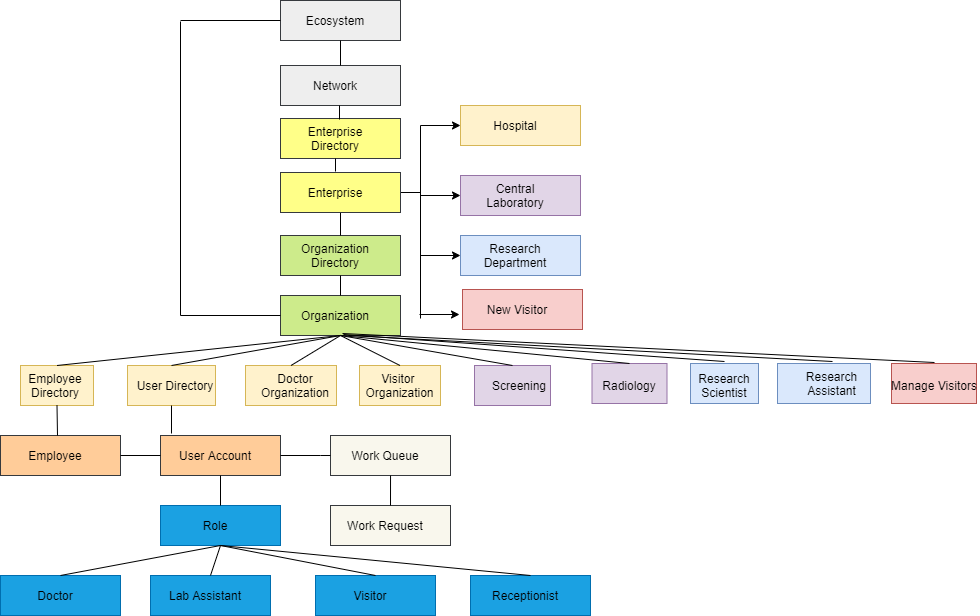 Ecosystem
Network
Enterprise
Directory
Hospital
Enterprise
Central
Laboratory
Organization
Directory
Research
Department
Organization
New Visitor
Employee
Directory
User Directory
Doctor
Organization
Visitor
Organization
Screening
Radiology
Research
Scientist
Research
Assistant
Manage Visitors
Employee
User Account
Work Queue
Role
Work Request
Doctor
Lab Assistant
Visitor
Receptionist